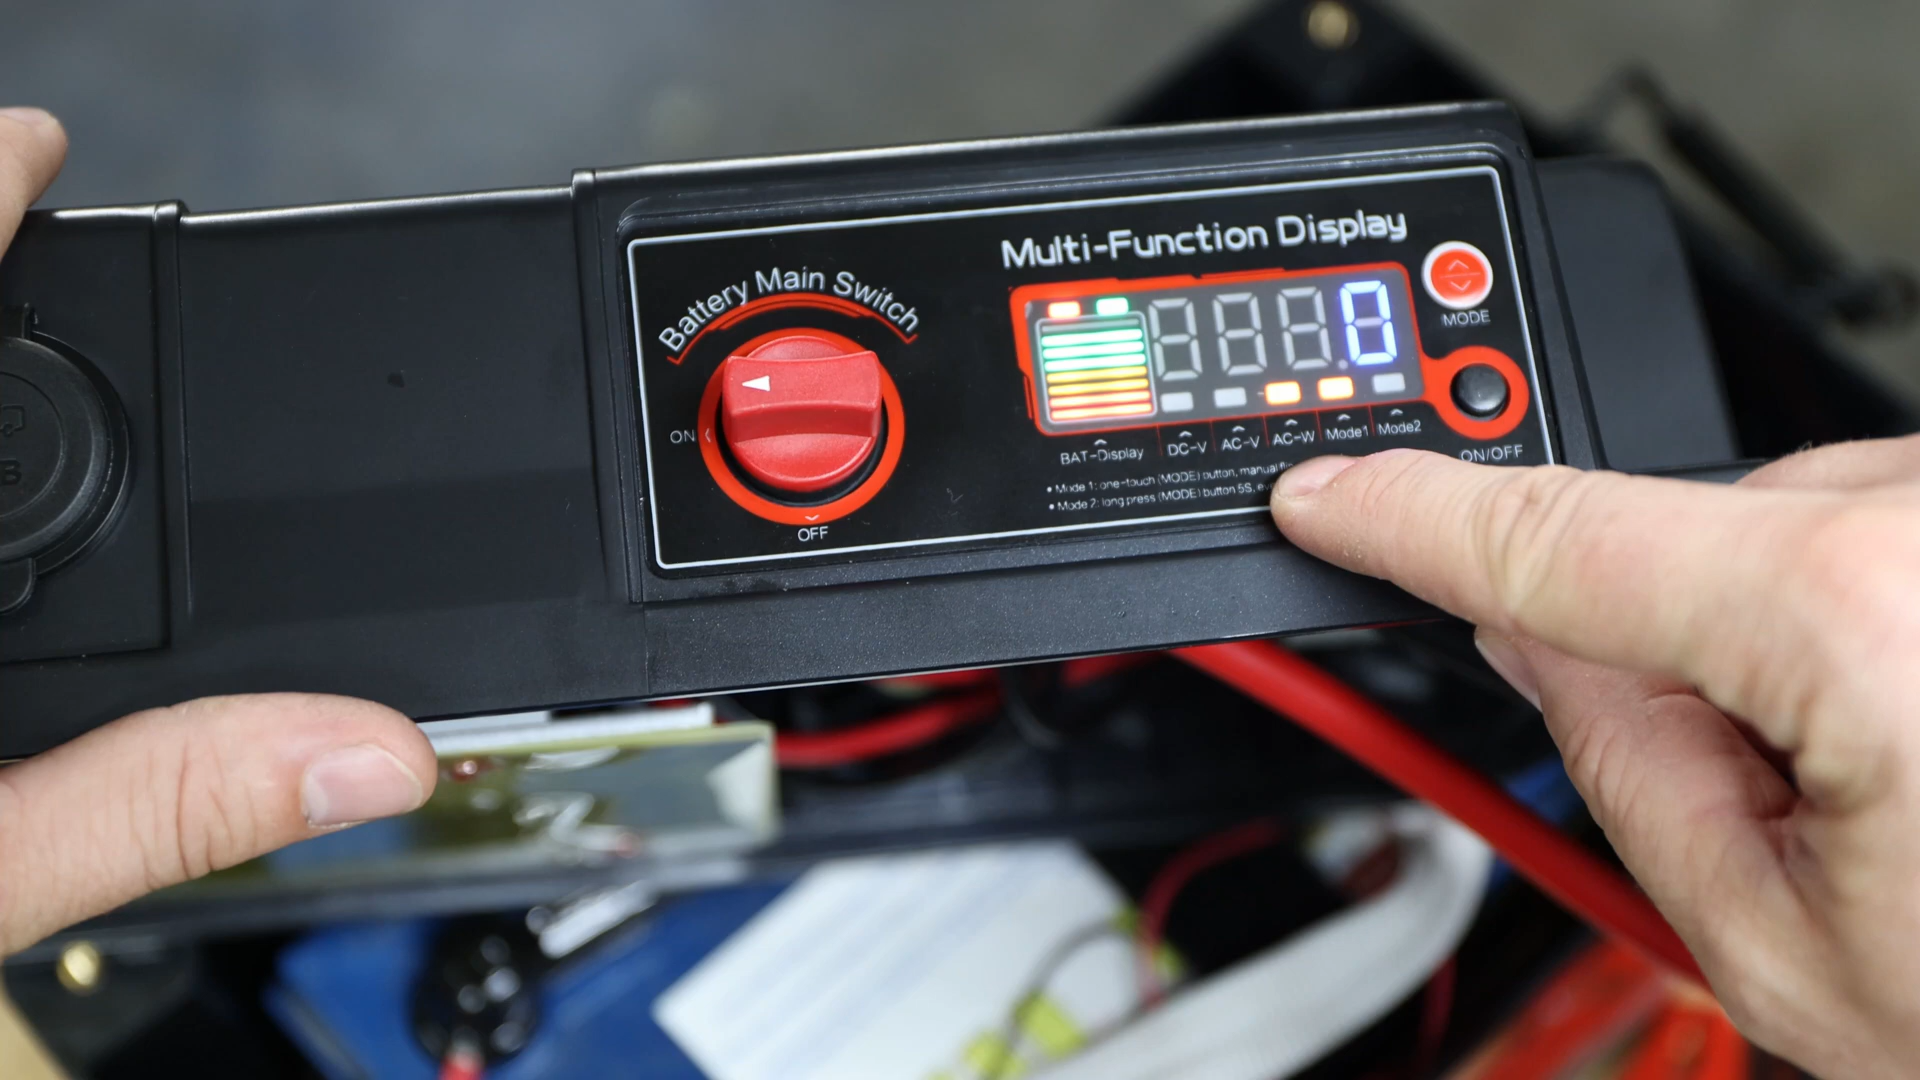 Battery Main Switch
ON
OFF
Multi-Function Display
0
MODE
BAT-Display
DC-V
AC-V
AC-W
Mode1
Mode2
ON/OFF
• Mode 1: one-touch (MODE) button, manual
• Mode 2: long press (MODE) button 5S,
B